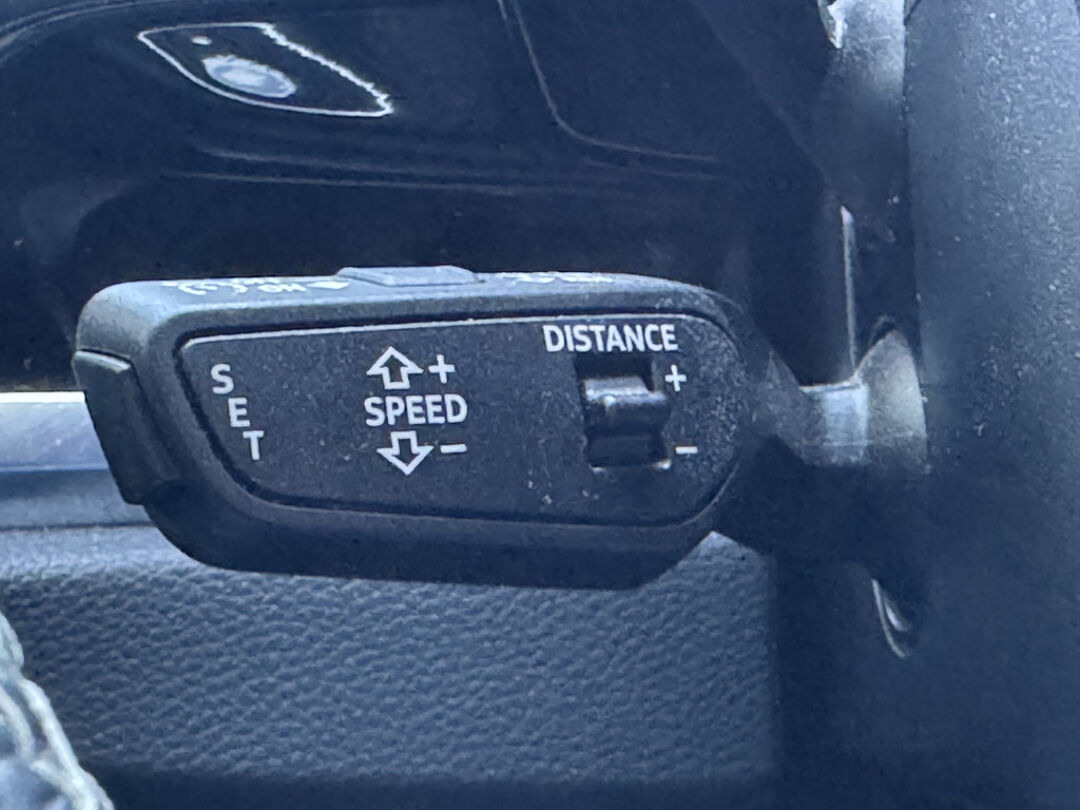 DISTANCE
SET
+
SPEED
-
+
-